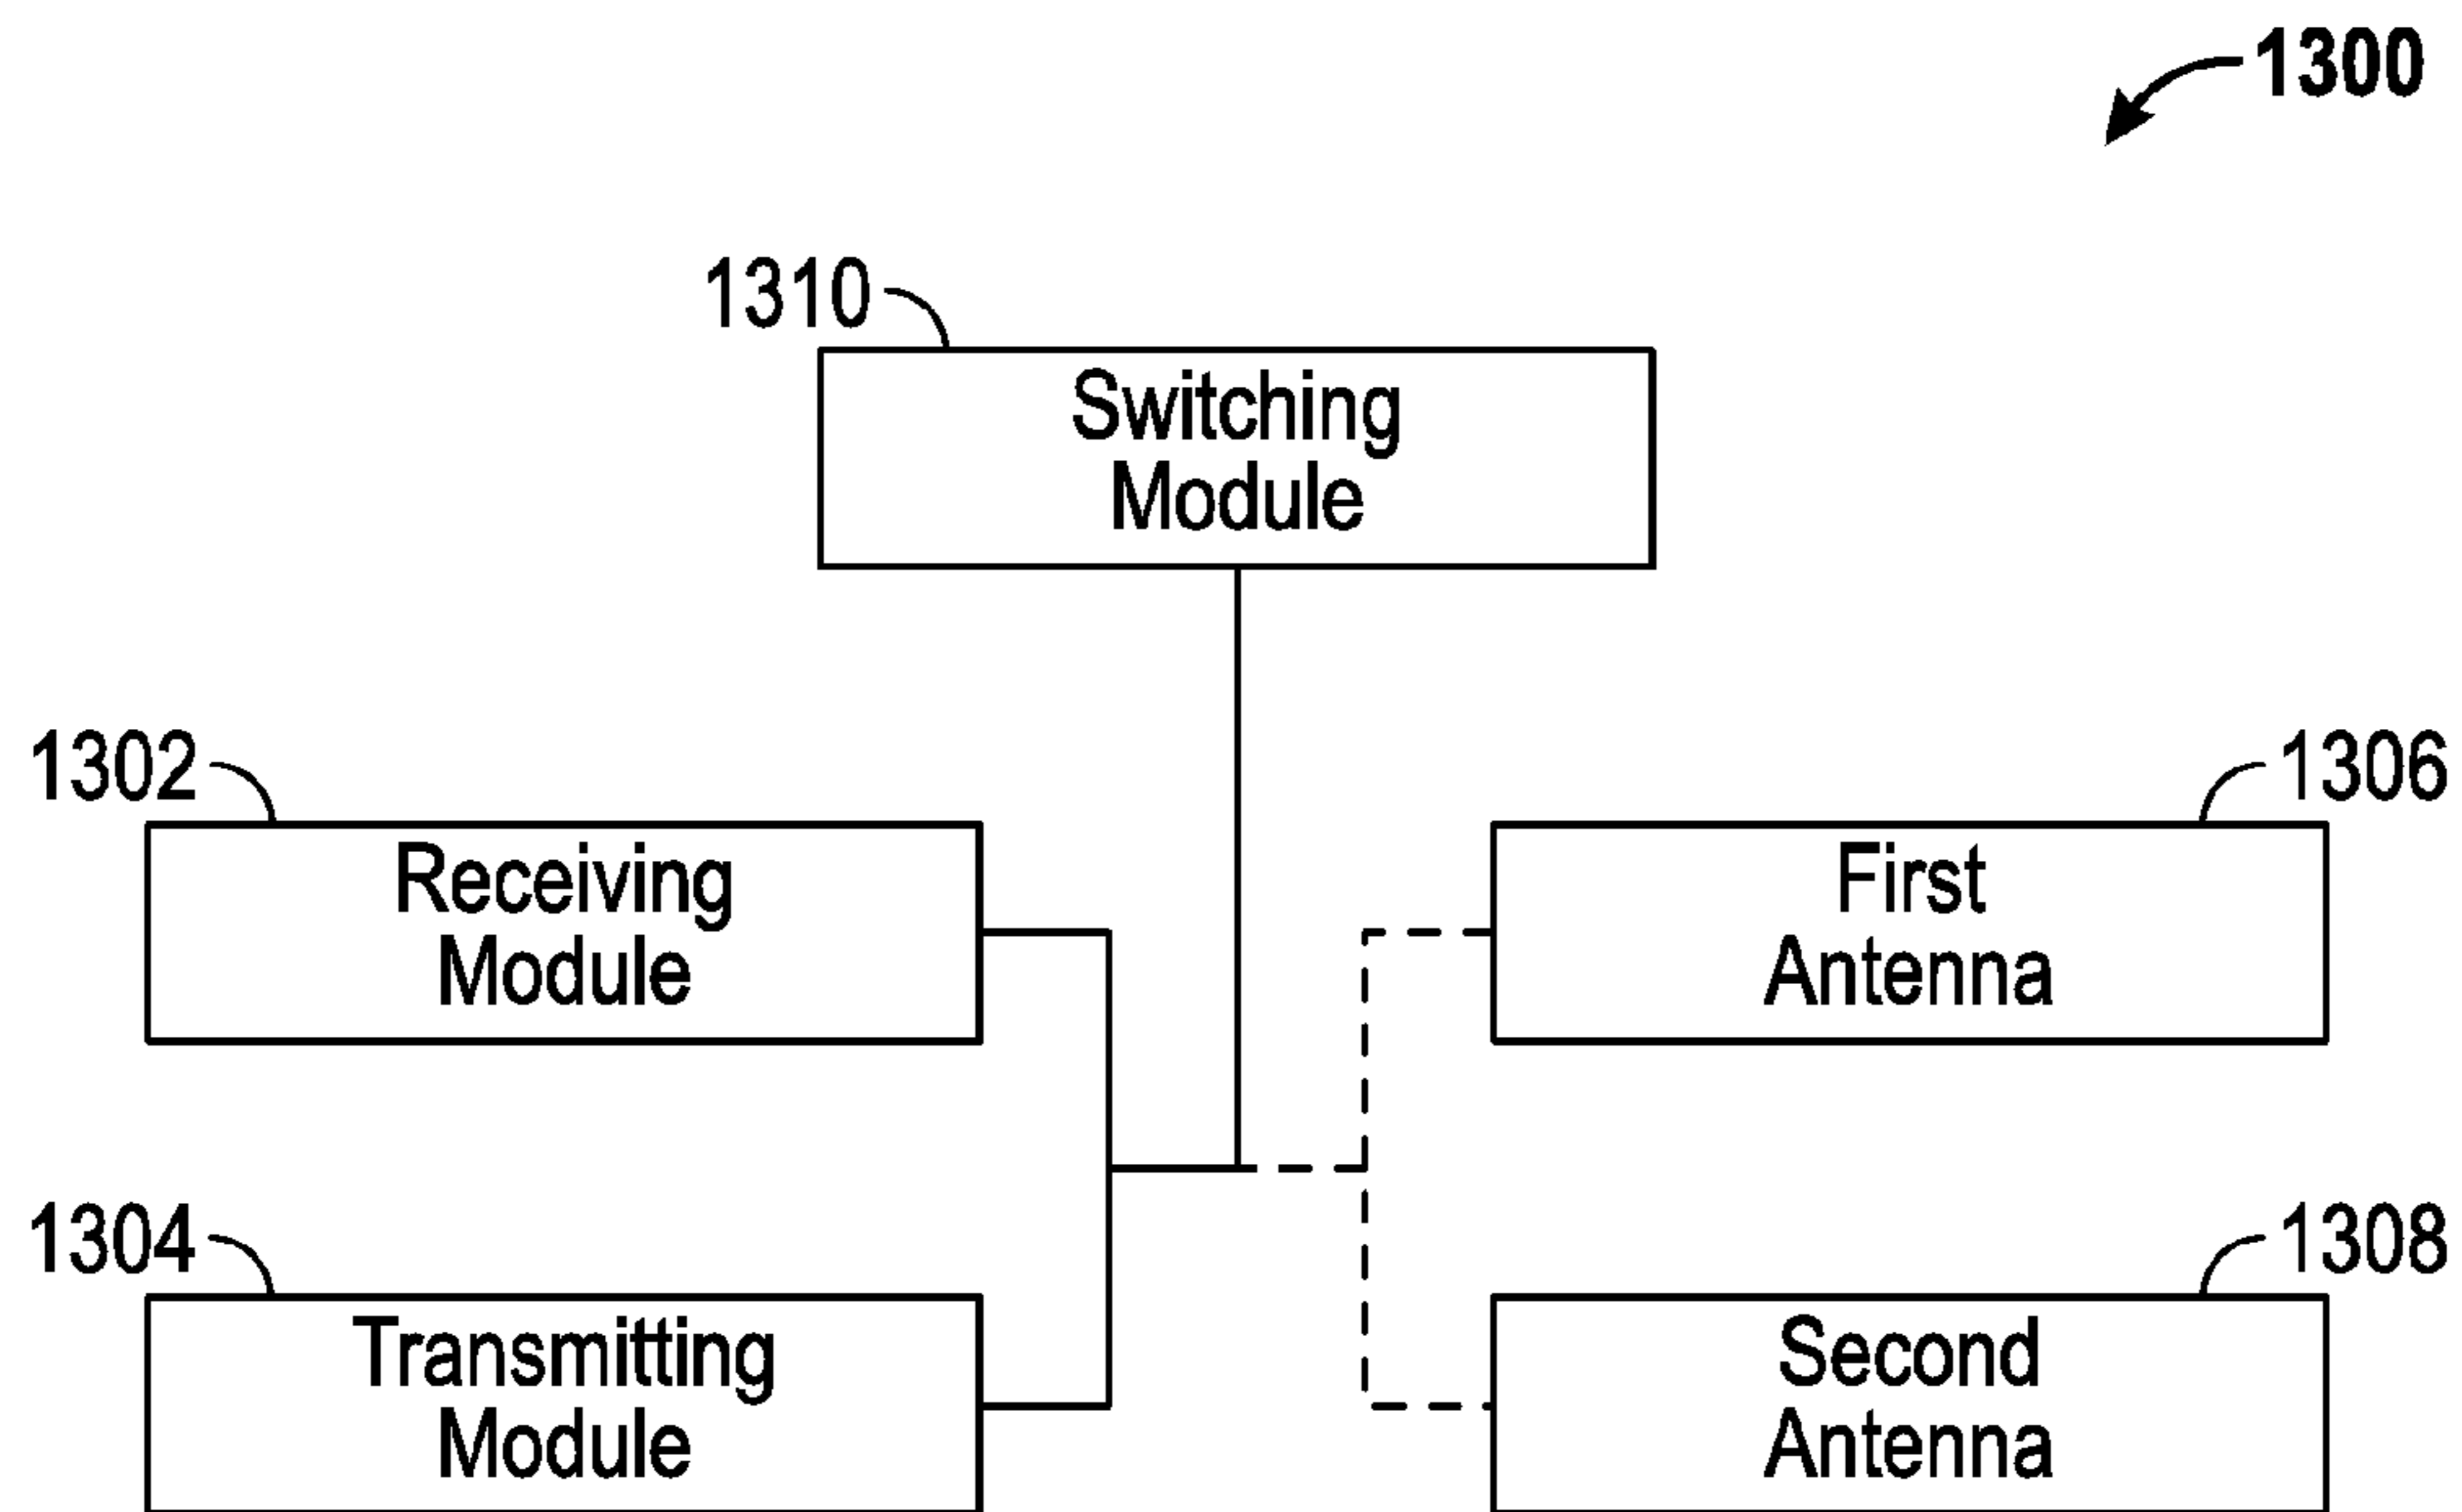 1300
1310
Switching
Module
1302
Receiving
Module
1306
First
Antenna
1304
Transmitting
Module
1308
Second
Antenna